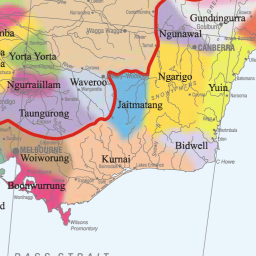 Gundungurra
Wagga Wagga
Ngunawal
CANBERRA
Yorta Yorta
Waveroo
Ngarigo
Ngurraiillam
Jaitmatang
Yuin
Taungurong
MELBOURNE
Woiworung
Kurnai
Bidwell
C Howe
Boonwurrung
Wilsons
Promontory
BASS STRAIT